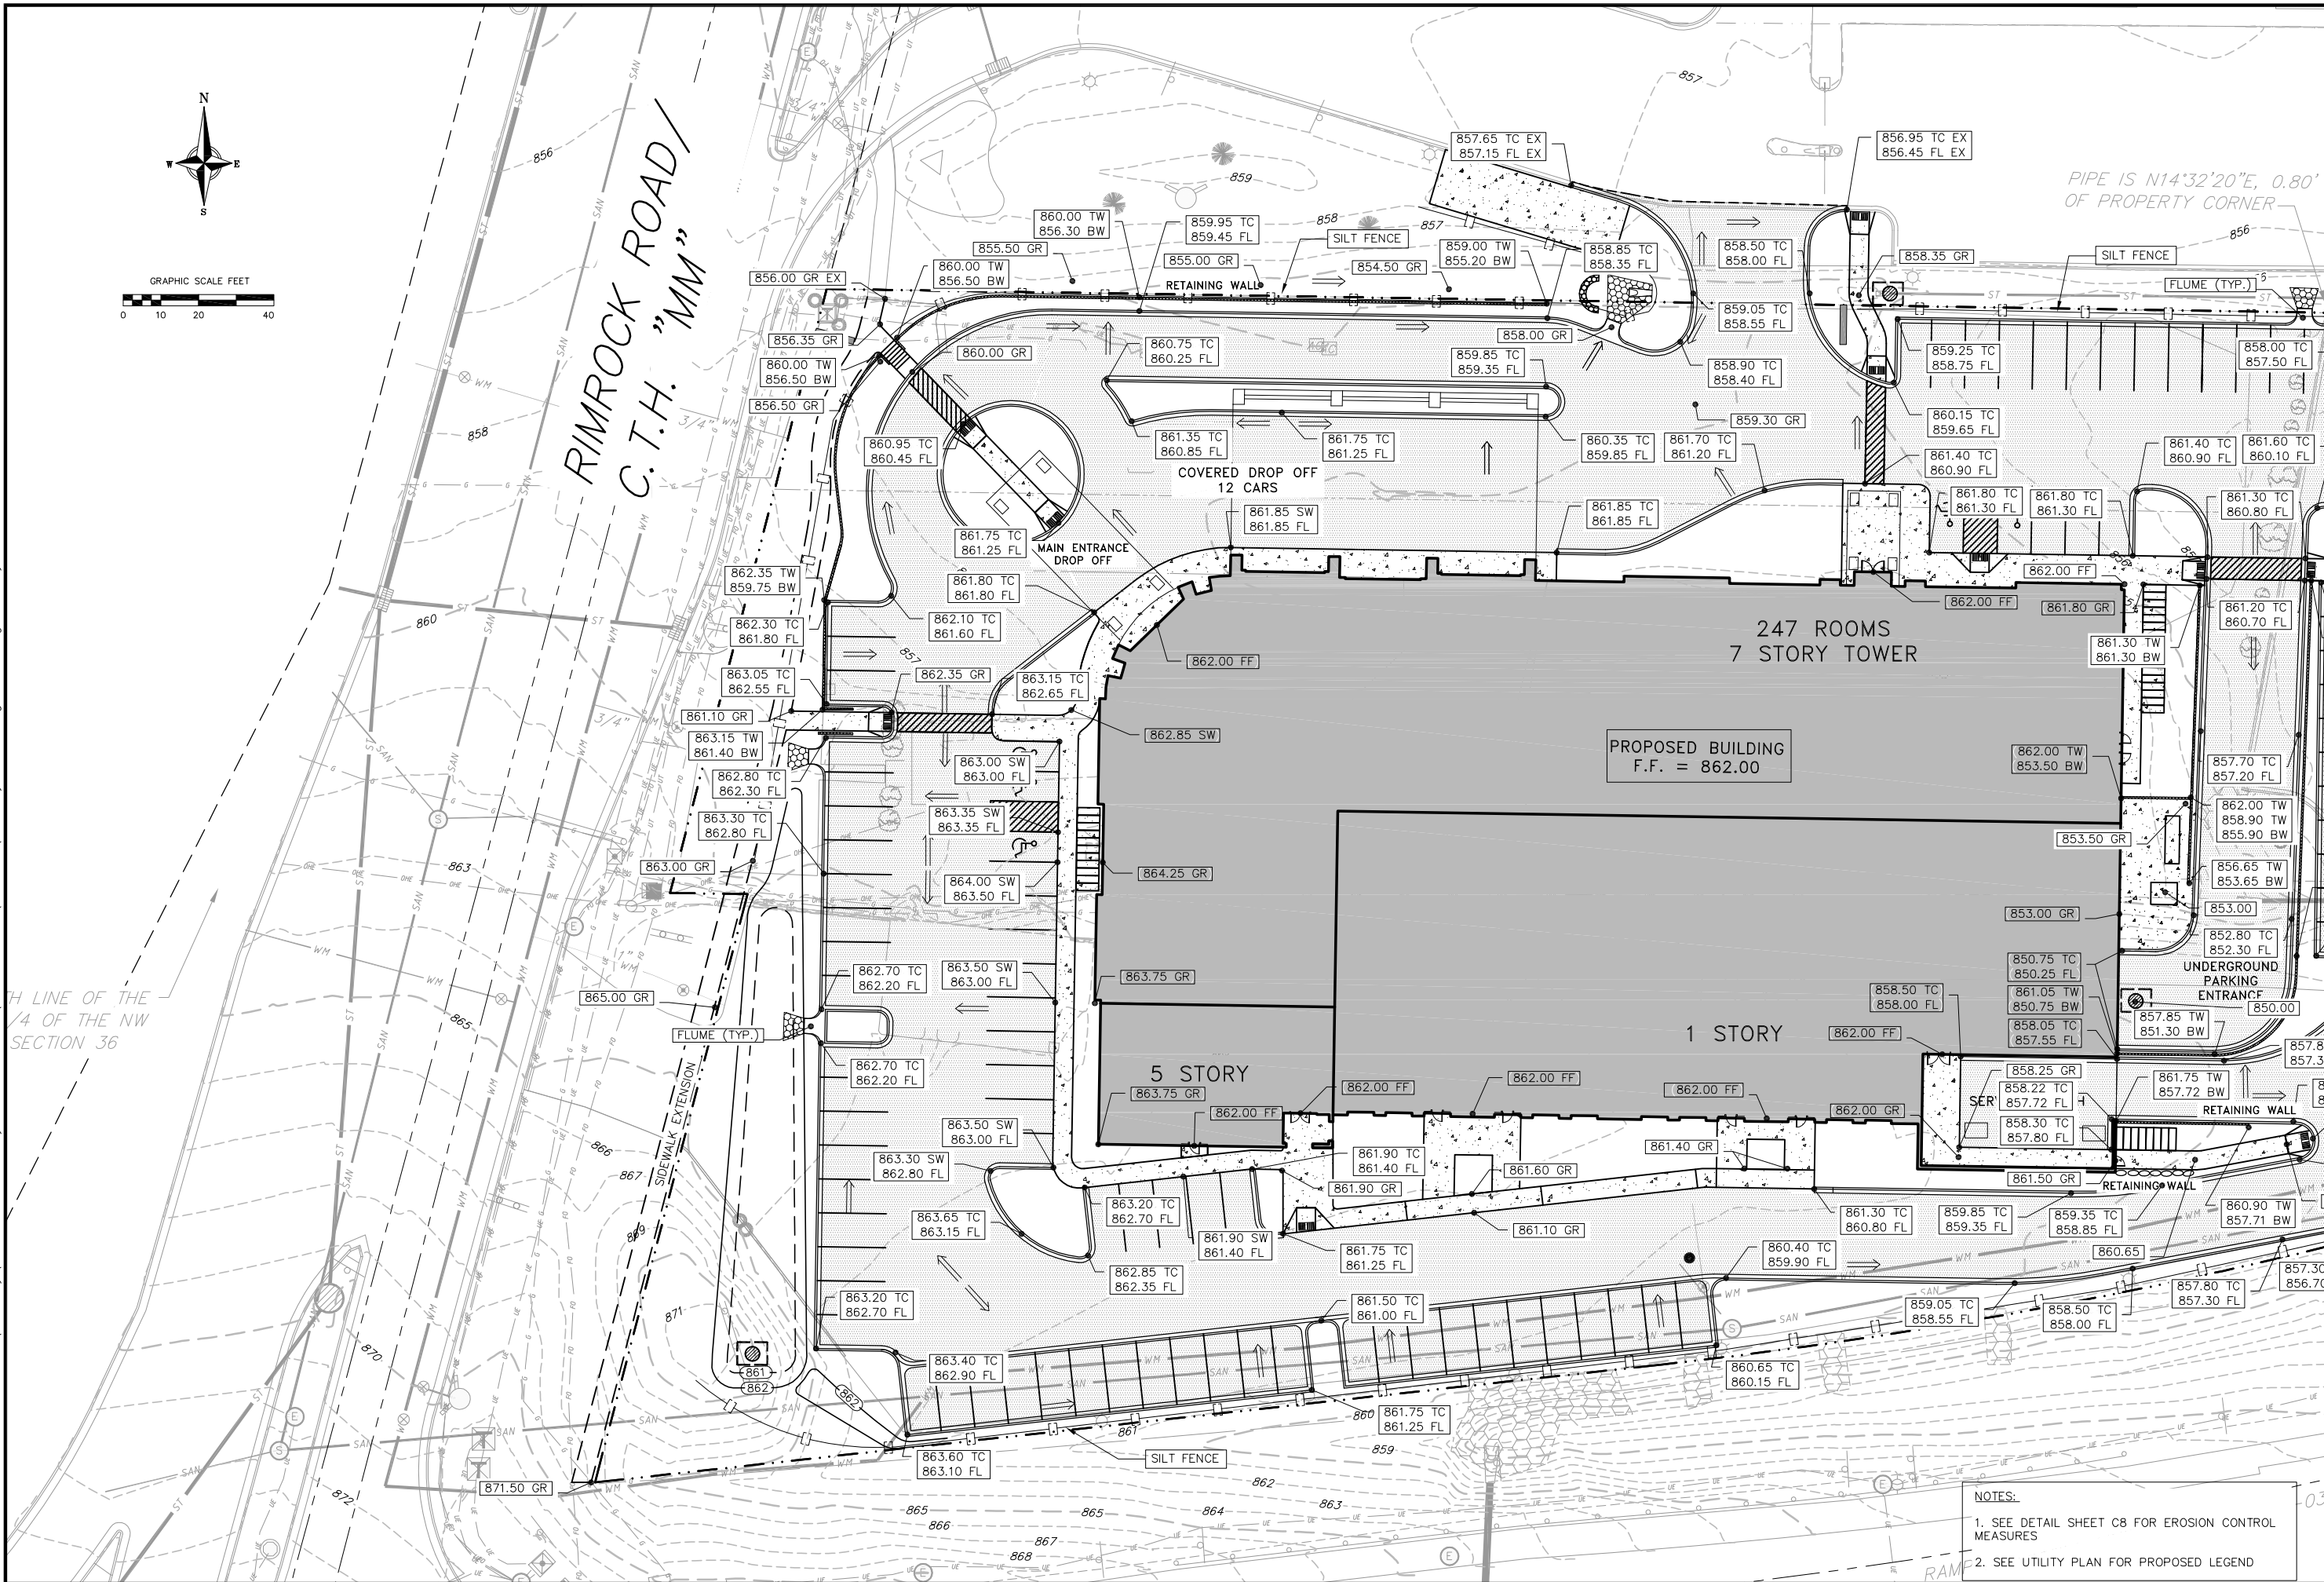 N
W
E
S
GRAPHIC SCALE FEET
0 10 20 40
RIMROCK ROAD/
C.T.H. "MM"
856
858
860
863
865
866
867
869
871
870
872
857
859
858
857
857.65 TC EX
857.15 FL EX
856.95 TC EX
856.45 FL EX
PIPE IS N14°32'20"E, 0.80'
OF PROPERTY CORNER
856
860.00 TW
856.30 BW
859.95 TC
859.45 FL
SILT FENCE
859.00 TW
855.20 BW
858.85 TC
858.35 FL
858.50 TC
858.00 FL
858.35 GR
SILT FENCE
855.50 GR
855.00 GR
854.50 GR
856.00 GR EX
860.00 TW
856.50 BW
RETAINING WALL
FLUME (TYP.)
856.35 GR
860.00 GR
860.75 TC
860.25 FL
858.00 GR
859.05 TC
858.55 FL
859.85 TC
859.35 FL
858.90 TC
858.40 FL
859.25 TC
858.75 FL
858.00 TC
857.50 FL
860.00 TW
856.50 BW
856.50 GR
859.30 GR
860.15 TC
859.65 FL
860.95 TC
860.45 FL
861.35 TC
860.85 FL
861.75 TC
861.25 FL
860.35 TC
859.85 FL
861.70 TC
861.20 FL
861.40 TC
860.90 FL
861.40 TC
860.90 FL
861.60 TC
860.10 FL
COVERED DROP OFF
12 CARS
861.85 SW
861.85 FL
861.85 TC
861.85 FL
861.80 TC
861.30 FL
861.80 TC
861.30 FL
861.30 TC
860.80 FL
861.75 TC
861.25 FL
MAIN ENTRANCE
DROP OFF
862.35 TW
859.75 BW
861.80 TC
861.80 FL
862.00 FF
862.00 FF
861.80 GR
861.20 TC
860.70 FL
862.30 TC
861.80 FL
862.10 TC
861.60 FL
857
247 ROOMS
7 STORY TOWER
861.30 TW
861.30 BW
862.00 FF
863.05 TC
862.55 FL
862.35 GR
863.15 TC
862.65 FL
861.10 GR
862.85 SW
863.15 TW
861.40 BW
PROPOSED BUILDING
F.F. = 862.00
862.00 TW
853.50 BW
857.70 TC
857.20 FL
862.80 TC
862.30 FL
863.00 SW
863.00 FL
862.00 TW
858.90 TW
855.90 BW
863.30 TC
862.80 FL
863.35 SW
863.35 FL
853.50 GR
863.00 GR
864.25 GR
856.65 TW
853.65 BW
864.00 SW
863.50 FL
853.00 GR
853.00
852.80 TC
852.30 FL
862.70 TC
862.20 FL
863.50 SW
863.00 FL
863.75 GR
850.75 TC
850.25 FL
UNDERGROUND
PARKING
ENTRANCE
865.00 GR
858.50 TC
858.00 FL
861.05 TW
850.75 BW
850.00
857.85 TW
851.30 BW
FLUME (TYP.)
1 STORY
862.00 FF
858.05 TC
857.55 FL
/4 OF THE NW
SECTION 36
862.70 TC
862.20 FL
5 STORY
863.75 GR
862.00 FF
862.00 FF
862.00 FF
862.00 FF
862.00 GR
858.25 GR
858.22 TC
857.72 FL
861.75 TW
857.72 BW
RETAINING WALL
SIDEWALK EXTENSION
863.50 SW
863.00 FL
858.30 TC
857.80 FL
863.30 SW
862.80 FL
861.90 TC
861.40 FL
861.40 GR
861.60 GR
861.90 GR
861.50 GR
RETAINING WALL
863.65 TC
863.15 FL
863.20 TC
862.70 FL
861.90 SW
861.40 FL
861.10 GR
861.30 TC
860.80 FL
859.85 TC
859.35 FL
859.35 TC
858.85 FL
860.90 TW
857.71 BW
862.85 TC
862.35 FL
861.75 TC
861.25 FL
860.40 TC
859.90 FL
860.65
863.20 TC
862.70 FL
861.50 TC
861.00 FL
859.05 TC
858.55 FL
858.50 TC
858.00 FL
857.80 TC
857.30 FL
863.40 TC
862.90 FL
860.65 TC
860.15 FL
861
862
862
861.75 TC
861.25 FL
860
861
859
863.60 TC
863.10 FL
SILT FENCE
871.50 GR
862
863
864
865
865
866
867
868
RAMP
NOTES:
1. SEE DETAIL SHEET C8 FOR EROSION CONTROL
MEASURES
2. SEE UTILITY PLAN FOR PROPOSED LEGEND